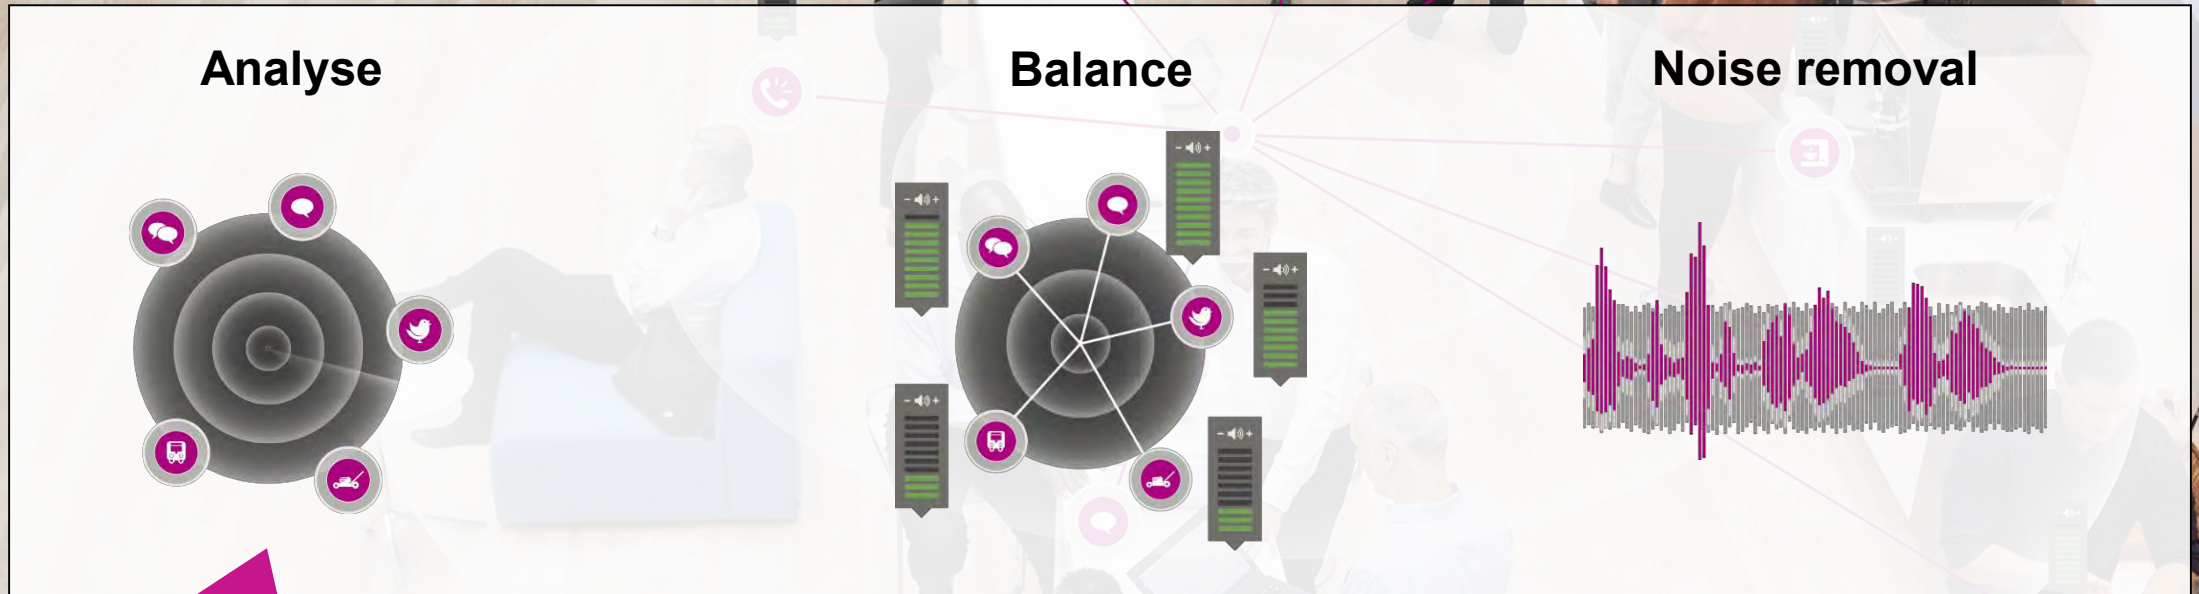 Analyse
Balance
Noise removal
- +
- +
- +
- +
- +